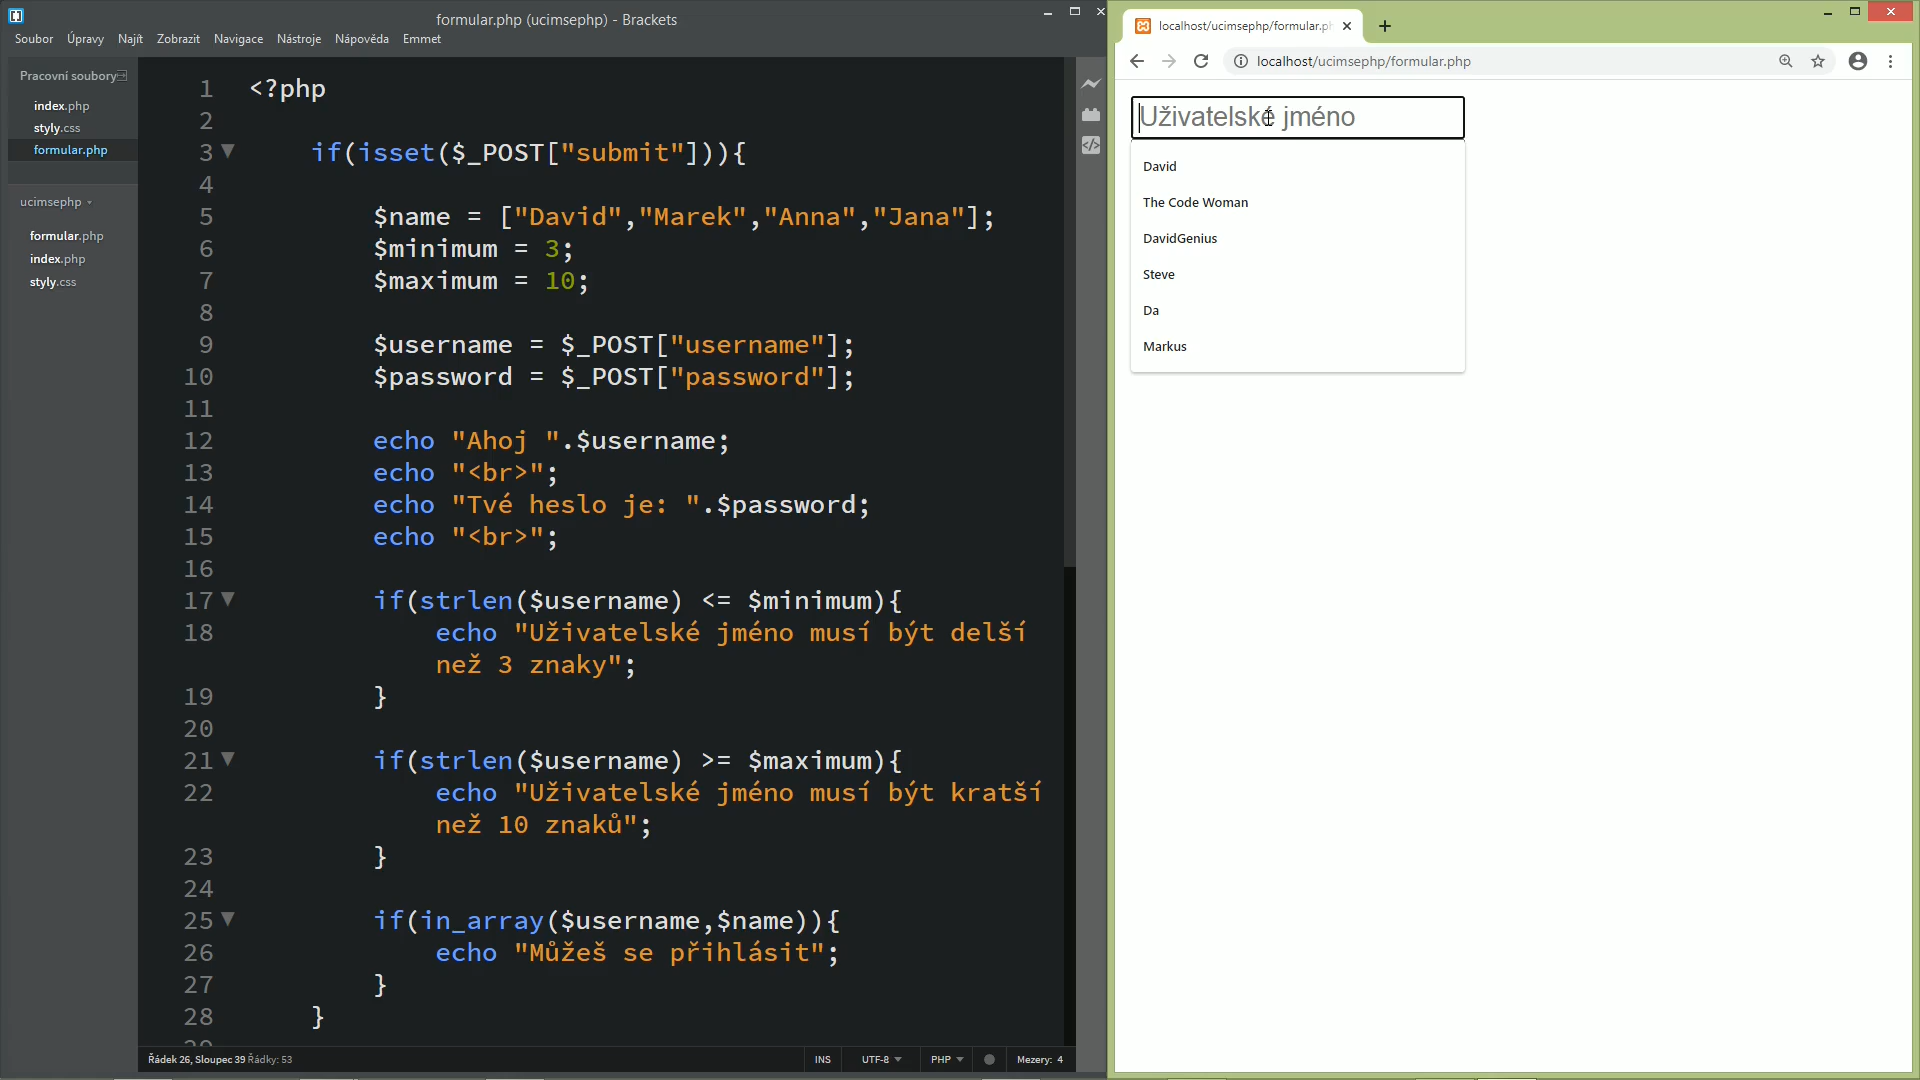 formular.php (ucimsephp) - Brackets
Soubor Úpravy Najít Zobrazit Navigace Nástroje Nápověda Emmet
Pracovní soubory
index.php
styly.css
formular.php
ucimsephp
formular.php
index.php
styly.css
1 <?php
2
3 if(isset($_POST["submit"])){
4
5 $name = ["David","Marek","Anna","Jana"];
6 $minimum = 3;
7 $maximum = 10;
8
9 $username = $_POST["username"];
10 $password = $_POST["password"];
11
12 echo "Ahoj ".$username;
13 echo "<br>";
14 echo "Tvé heslo je: ".$password;
15 echo "<br>";
16
17 if(strlen($username) <= $minimum){
18 echo "Uživatelské jméno musí být delší
než 3 znaky";
19 }
20
21 if(strlen($username) >= $maximum){
22 echo "Uživatelské jméno musí být kratší
než 10 znaků";
23 }
24
25 if(in_array($username,$name)){
26 echo "Můžeš se přihlásit";
27 }
28 }
Řádek 26, Sloupec 39 Řádky: 53
INS UTF-8 PHP Mezery: 4
localhost/ucimsephp/formular.ph
localhost/ucimsephp/formular.php
Uživatelské jméno
David
The Code Woman
DavidGenius
Steve
Da
Markus